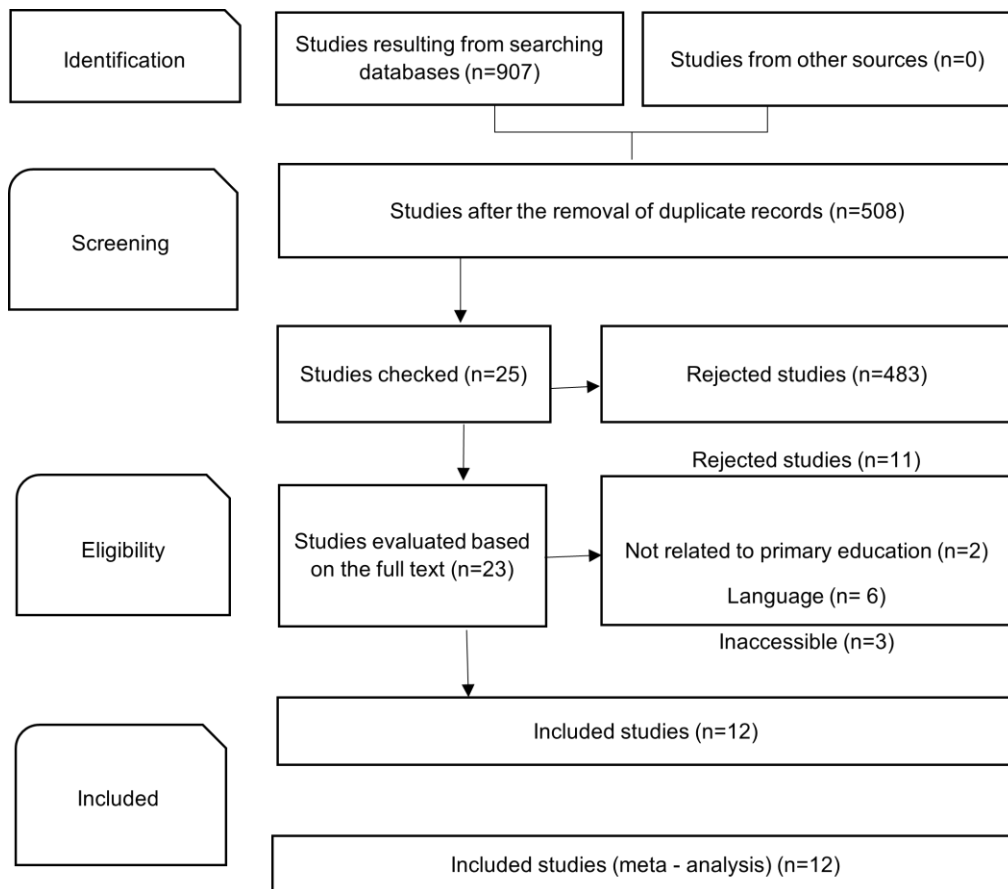 Identification
Studies resulting from searching
databases (n=907)
Studies from other sources (n=0)
Screening
Studies after the removal of duplicate records (n=508)
Studies checked (n=25)
Rejected studies (n=483)
Eligibility
Studies evaluated based
on the full text (n=23)
Rejected studies (n=11)
Not related to primary education (n=2)
Language (n= 6)
Inaccessible (n=3)
Included
Included studies (n=12)
Included studies (meta - analysis) (n=12)